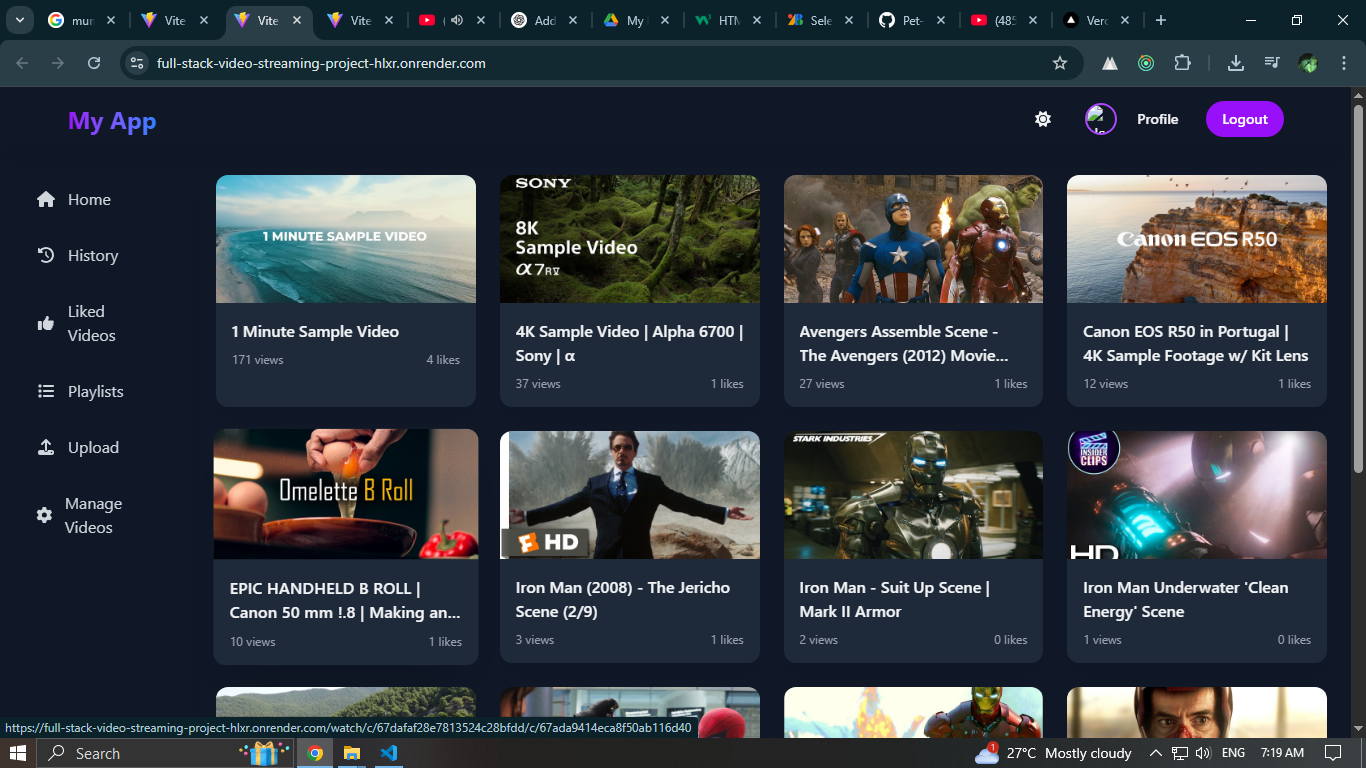 mun
Vite
Vite
Vite
(
Add
My
HTM
Sele
Pet-
(485
Verc
full-stack-video-streaming-project-hlxr.onrender.com
My App
Profile
Logout
Home
History
Liked
Videos
Playlists
Upload
Manage
Videos
1 MINUTE SAMPLE VIDEO
1 Minute Sample Video
171 views
4 likes
SONY
8K
Sample Video
α7RV
4K Sample Video | Alpha 6700 |
Sony | α
37 views
1 likes
Avengers Assemble Scene -
The Avengers (2012) Movie...
27 views
1 likes
Canon EOS R50
Canon EOS R50 in Portugal |
4K Sample Footage w/ Kit Lens
12 views
1 likes
Omelette B Roll
EPIC HANDHELD B ROLL |
Canon 50 mm !.8 | Making an...
10 views
1 likes
F HD
Iron Man (2008) - The Jericho
Scene (2/9)
3 views
1 likes
STARK INDUSTRIES
Iron Man - Suit Up Scene |
Mark II Armor
2 views
0 likes
INSIDER
CLIPS
HD
Iron Man Underwater 'Clean
Energy' Scene
1 views
0 likes
https://full-stack-video-streaming-project-hlxr.onrender.com/watch/c/67dafaf28e7813524c28bfdd/c/67ada9414eca8f50ab116d40
Search
1
27°C Mostly cloudy
ENG
7:19 AM